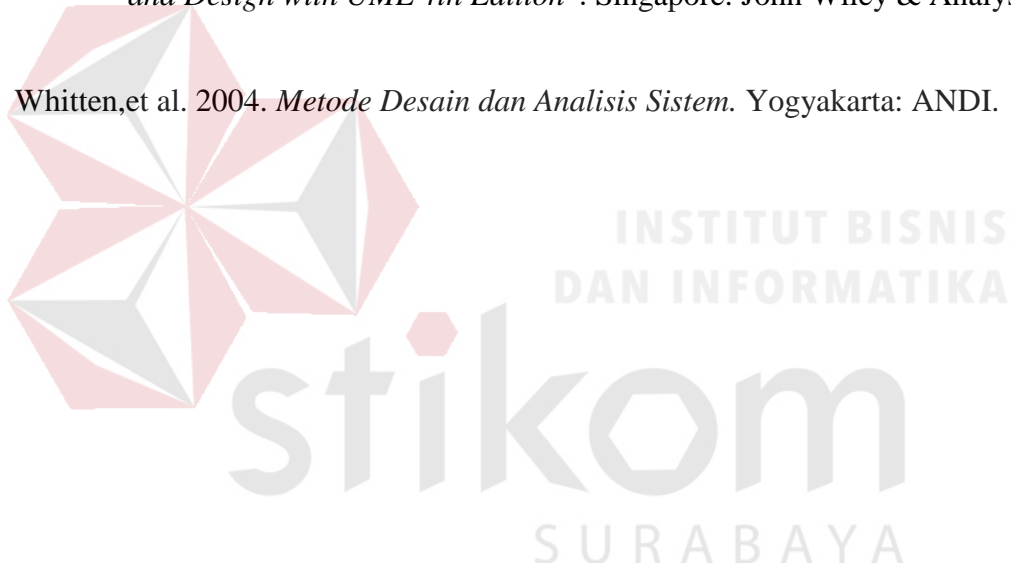 and Design with UML 4th Edition". Singapore: John Wiley & Analys
Whitten,et al. 2004. Metode Desain dan Analisis Sistem. Yogyakarta: ANDI.
INSTITUT BISNIS
DAN INFORMATIKA
stikom
SURABAYA